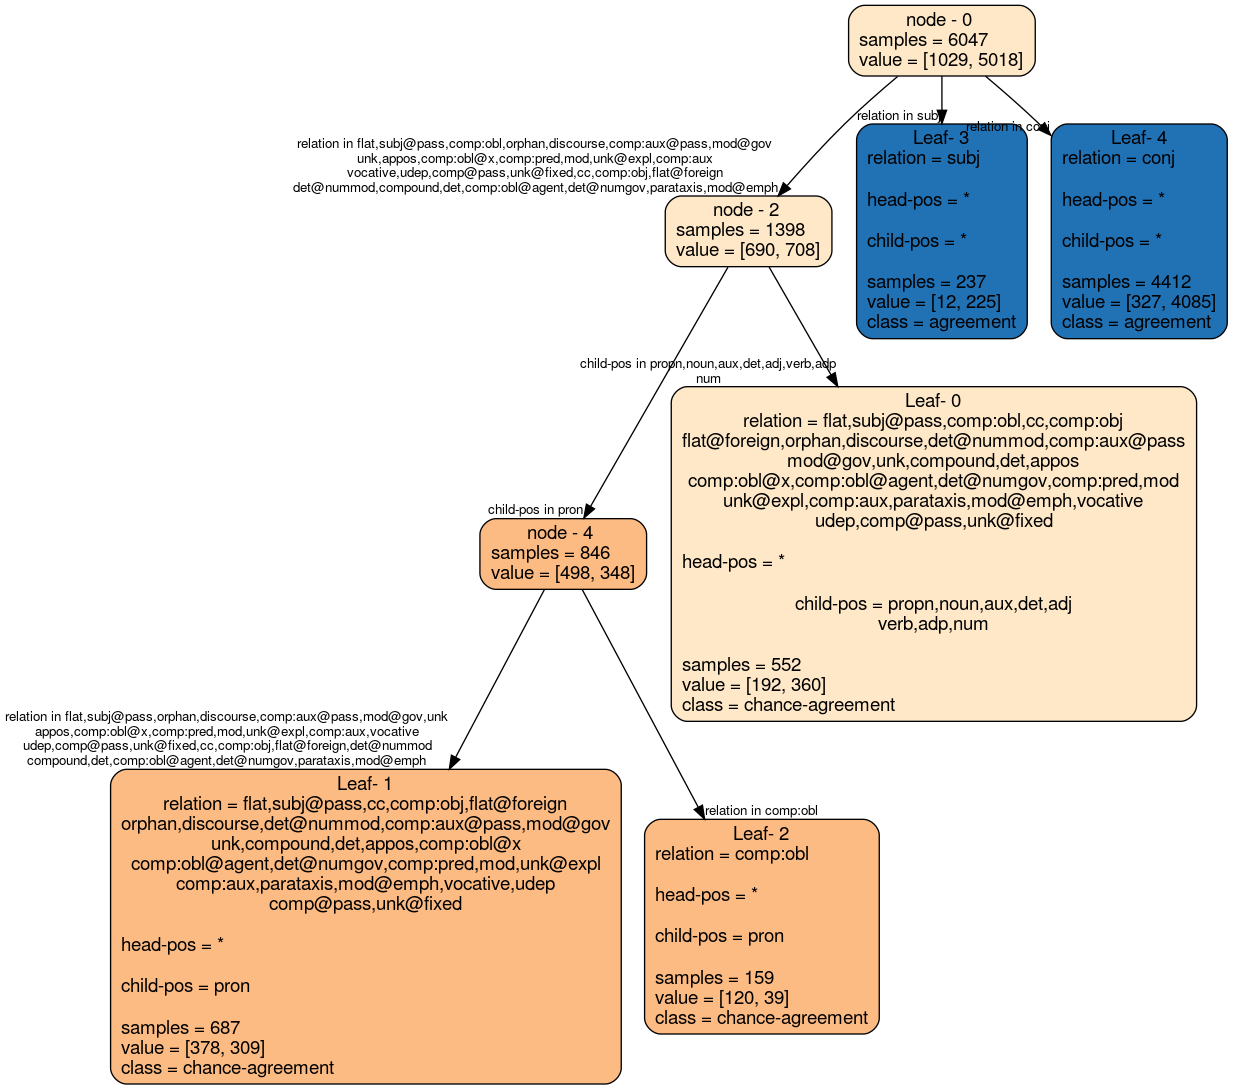 node - 0
samples = 6047
value = [1029, 5018]
relation in subj
relation in conj
relation in flat,subj@pass,comp:obl,orphan,discourse,comp:aux@pass,mod@gov
unk,appos,comp:obl@x,comp:pred,mod,unk@expl,comp:aux
vocative,udep,comp@pass,unk@fixed,cc,comp:obj,flat@foreign
det@nummod,compound,det,comp:obl@agent,det@numgov,parataxis,mod@emph
Leaf- 3
relation = subj
head-pos = *
child-pos = *
samples = 237
value = [12, 225]
class = agreement
Leaf- 4
relation = conj
head-pos = *
child-pos = *
samples = 4412
value = [327, 4085]
class = agreement
node - 2
samples = 1398
value = [690, 708]
child-pos in propn,noun,aux,det,adj,verb,adp
num
Leaf- 0
relation = flat,subj@pass,comp:obl,cc,comp:obj
flat@foreign,orphan,discourse,det@nummod,comp:aux@pass
mod@gov,unk,compound,det,appos
comp:obl@x,comp:obl@agent,det@numgov,comp:pred,mod
unk@expl,comp:aux,parataxis,mod@emph,vocative
udep,comp@pass,unk@fixed
head-pos = *
child-pos = propn,noun,aux,det,adj
verb,adp,num
samples = 552
value = [192, 360]
class = chance-agreement
child-pos in pron
node - 4
samples = 846
value = [498, 348]
relation in flat,subj@pass,orphan,discourse,comp:aux@pass,mod@gov,unk
appos,comp:obl@x,comp:pred,mod,unk@expl,comp:aux,vocative
udep,comp@pass,unk@fixed,cc,comp:obj,flat@foreign,det@nummod
compound,det,comp:obl@agent,det@numgov,parataxis,mod@emph
Leaf- 1
relation = flat,subj@pass,cc,comp:obj,flat@foreign
orphan,discourse,det@nummod,comp:aux@pass,mod@gov
unk,compound,det,appos,comp:obl@x
comp:obl@agent,det@numgov,comp:pred,mod,unk@expl
comp:aux,parataxis,mod@emph,vocative,udep
comp@pass,unk@fixed
head-pos = *
child-pos = pron
samples = 687
value = [378, 309]
class = chance-agreement
relation in comp:obl
Leaf- 2
relation = comp:obl
head-pos = *
child-pos = pron
samples = 159
value = [120, 39]
class = chance-agreement